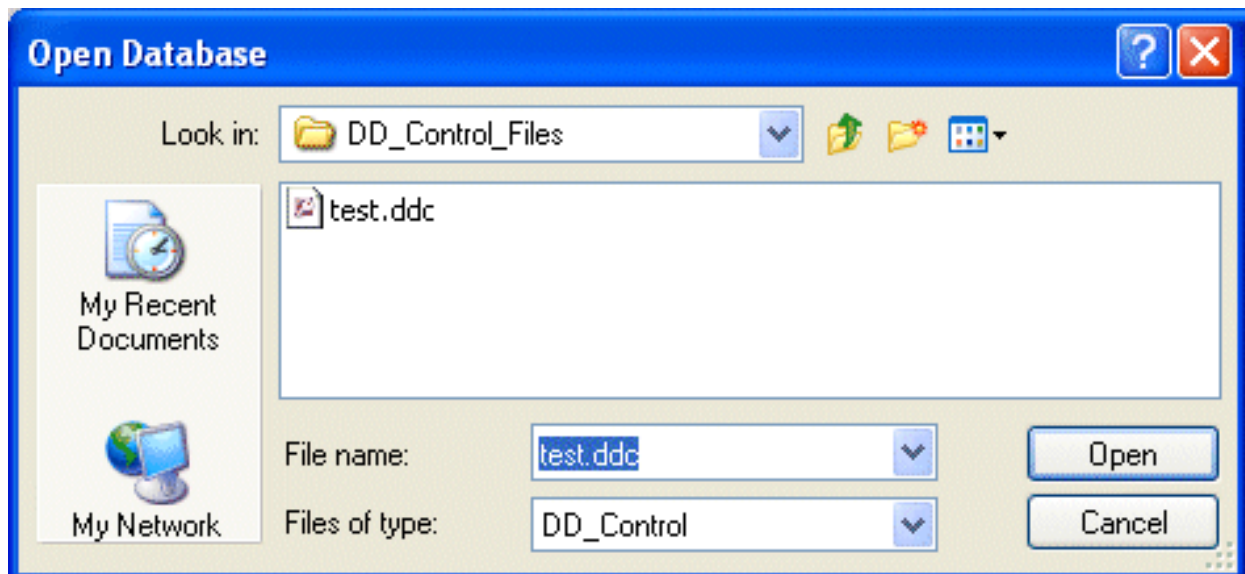 Open Database
Look in: DD_Control_Files
test.ddc
My Recent
Documents
File name: test.ddc Open
My Network Files of type: DD_Control Cancel